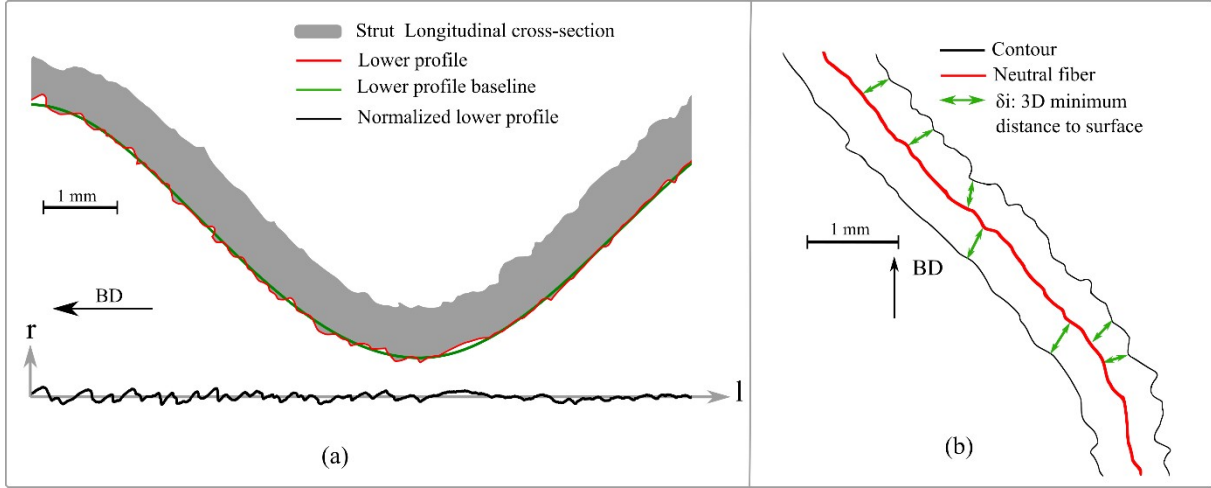 Strut Longitudinal cross-section
Lower profile
Lower profile baseline
Normalized lower profile
1 mm
BD
r
l
(a)
Contour
Neutral fiber
δi: 3D minimum
distance to surface
1 mm
BD
(b)